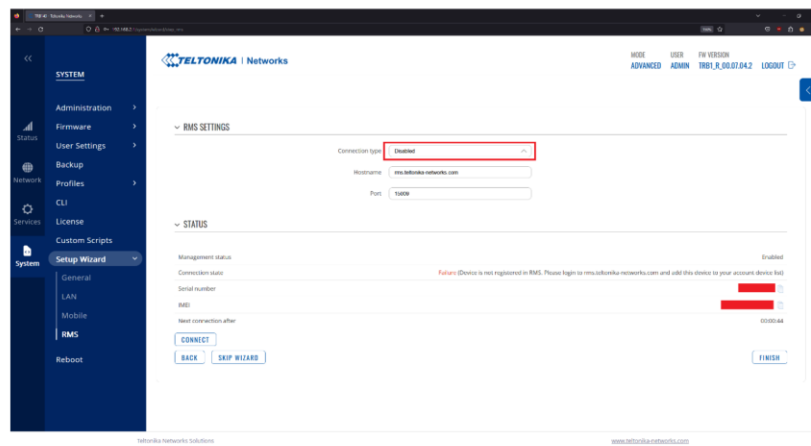 TELTONIKA | Networks
MODE USER FW VERSION
ADVANCED ADMIN TRB1_R_00.07.04.2 LOGOUT
SYSTEM
Administration
Firmware
User Settings
Backup
Profiles
CLI
License
Custom Scripts
Setup Wizard
General
LAN
Mobile
RMS
Reboot
Status
Network
Services
System
RMS SETTINGS
Connection type Disabled
Hostname rms.teltonika-networks.com
Port 15009
STATUS
Management status Enabled
Connection state Failure (Device is not registered in RMS. Please login to rms.teltonika-networks.com and add this device to your account device list)
Serial number
IMEI
Next connection after 00:00:44
CONNECT
BACK SKIP WIZARD FINISH
Teltonika Networks Solutions www.teltonika-networks.com